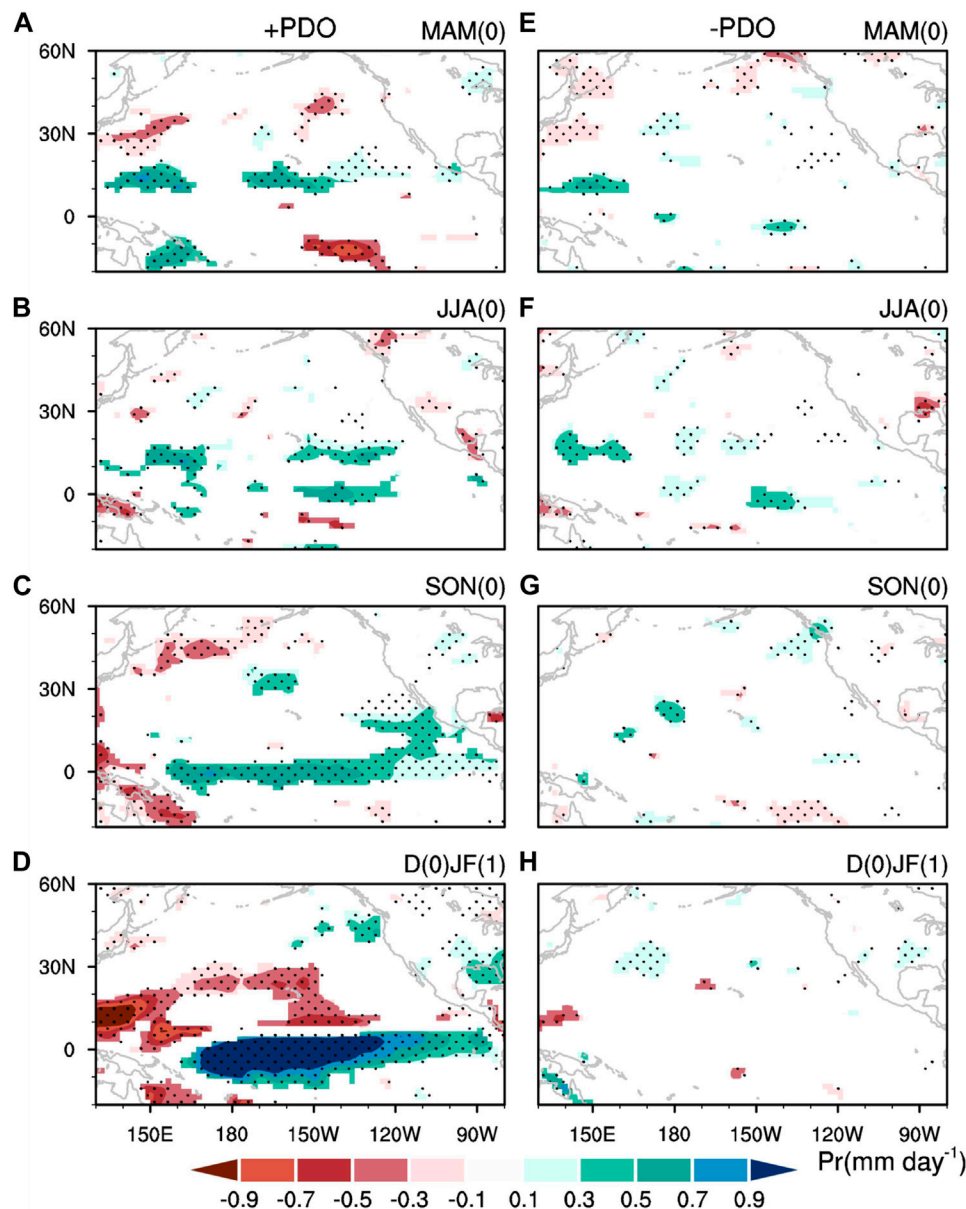 A +PDO MAM(0) E -PDO MAM(0)
60N
30N
0
B JJA(0) F JJA(0)
60N
30N
0
C SON(0) G SON(0)
60N
30N
0
D D(0)JF(1) H D(0)JF(1)
60N
30N
0
150E 180 150W 120W 90W 150E 180 150W 120W 90W
Pr(mm day-1)
-0.9 -0.7 -0.5 -0.3 -0.1 0.1 0.3 0.5 0.7 0.9